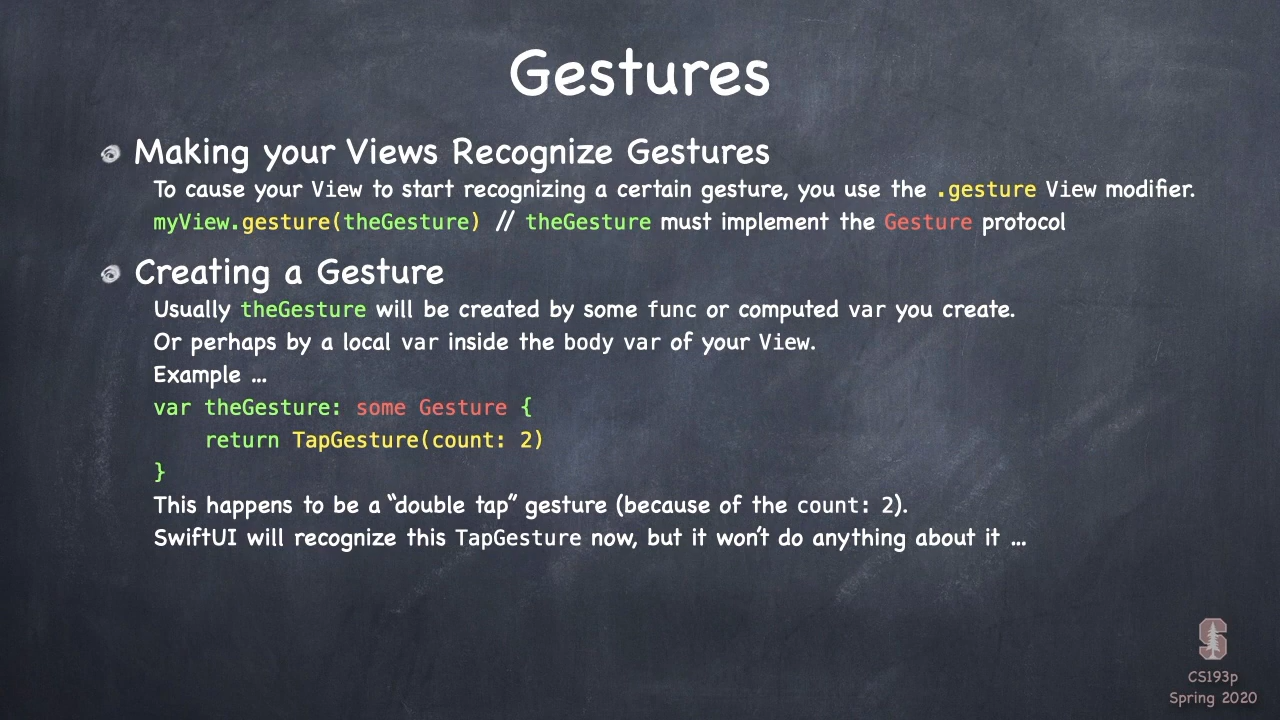 Gestures
Making your Views Recognize Gestures
To cause your View to start recognizing a certain gesture, you use the .gesture View modifier.
myView.gesture(theGesture) // theGesture must implement the Gesture protocol
Creating a Gesture
Usually theGesture will be created by some func or computed var you create.
Or perhaps by a local var inside the body var of your View.
Example …
var theGesture: some Gesture {
    return TapGesture(count: 2)
}
This happens to be a “double tap” gesture (because of the count: 2).
SwiftUI will recognize this TapGesture now, but it won’t do anything about it …
S
CS193p
Spring 2020